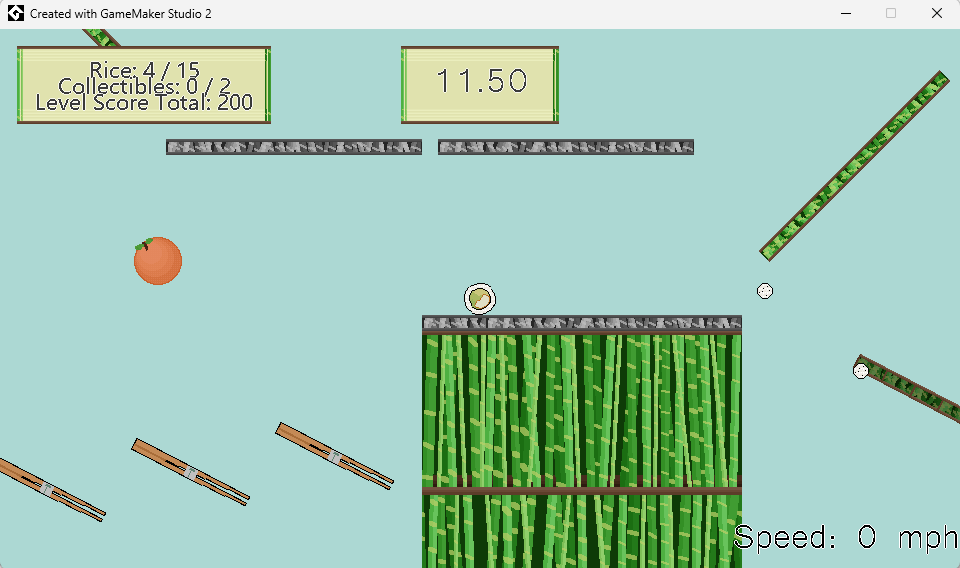 Created with GameMaker Studio 2
Rice: 4 / 15
Collectibles: 0 / 2
Level Score Total: 200
11.50
Speed: 0 mph